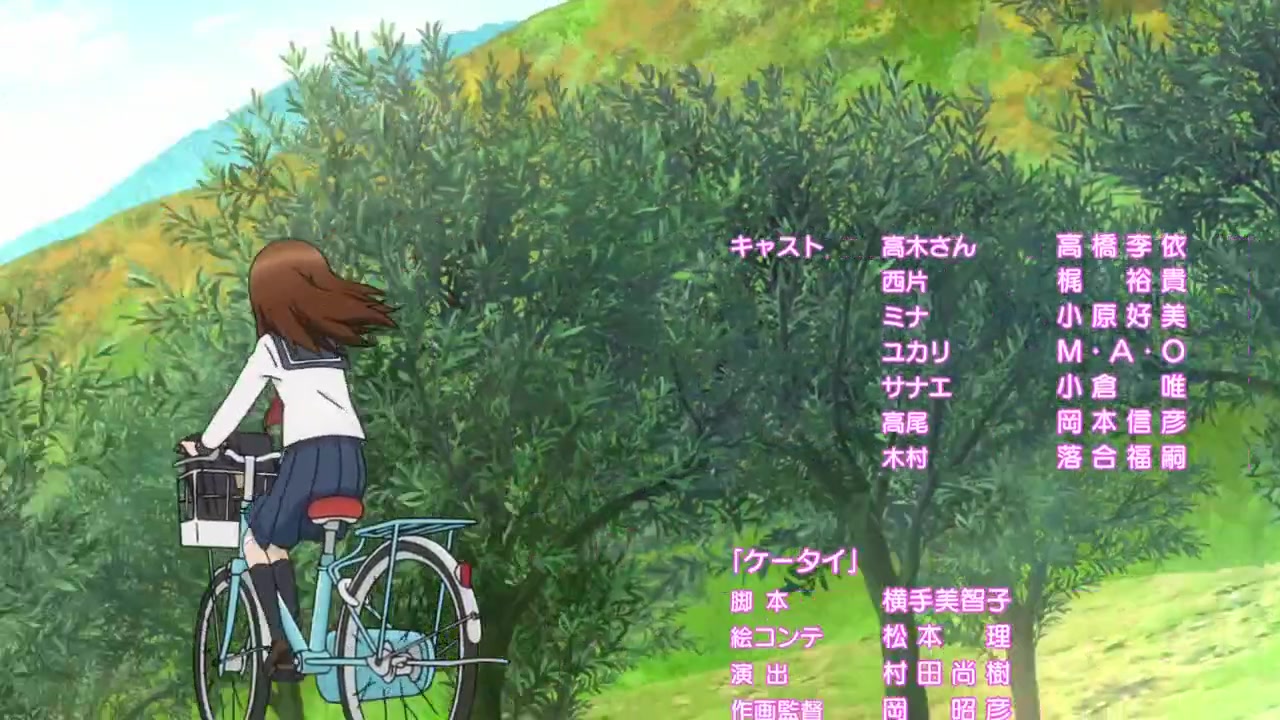 キャスト 高木さん 高橋李依
西片 梶 裕貴
ミナ 小原好美
ユカリ M・A・O
サナエ 小倉 唯
高尾 岡本信彦
木村 落合福嗣
「ケータイ」
脚本 横手美智子
絵コンテ 松本 理
演出 村田尚樹
作画監督 岡 昭彦